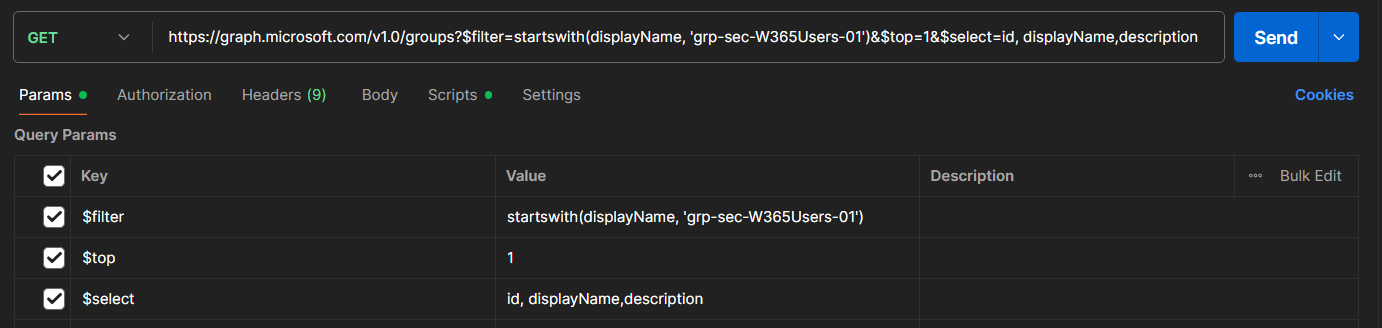 GET https://graph.microsoft.com/v1.0/groups?$filter=startswith(displayName, 'grp-sec-W365Users-01')&$top=1&$select=id, displayName,description Send
Params Authorization Headers (9) Body Scripts Settings Cookies
Query Params
Key Value Description Bulk Edit
$filter startswith(displayName, 'grp-sec-W365Users-01')
$top 1
$select id, displayName,description